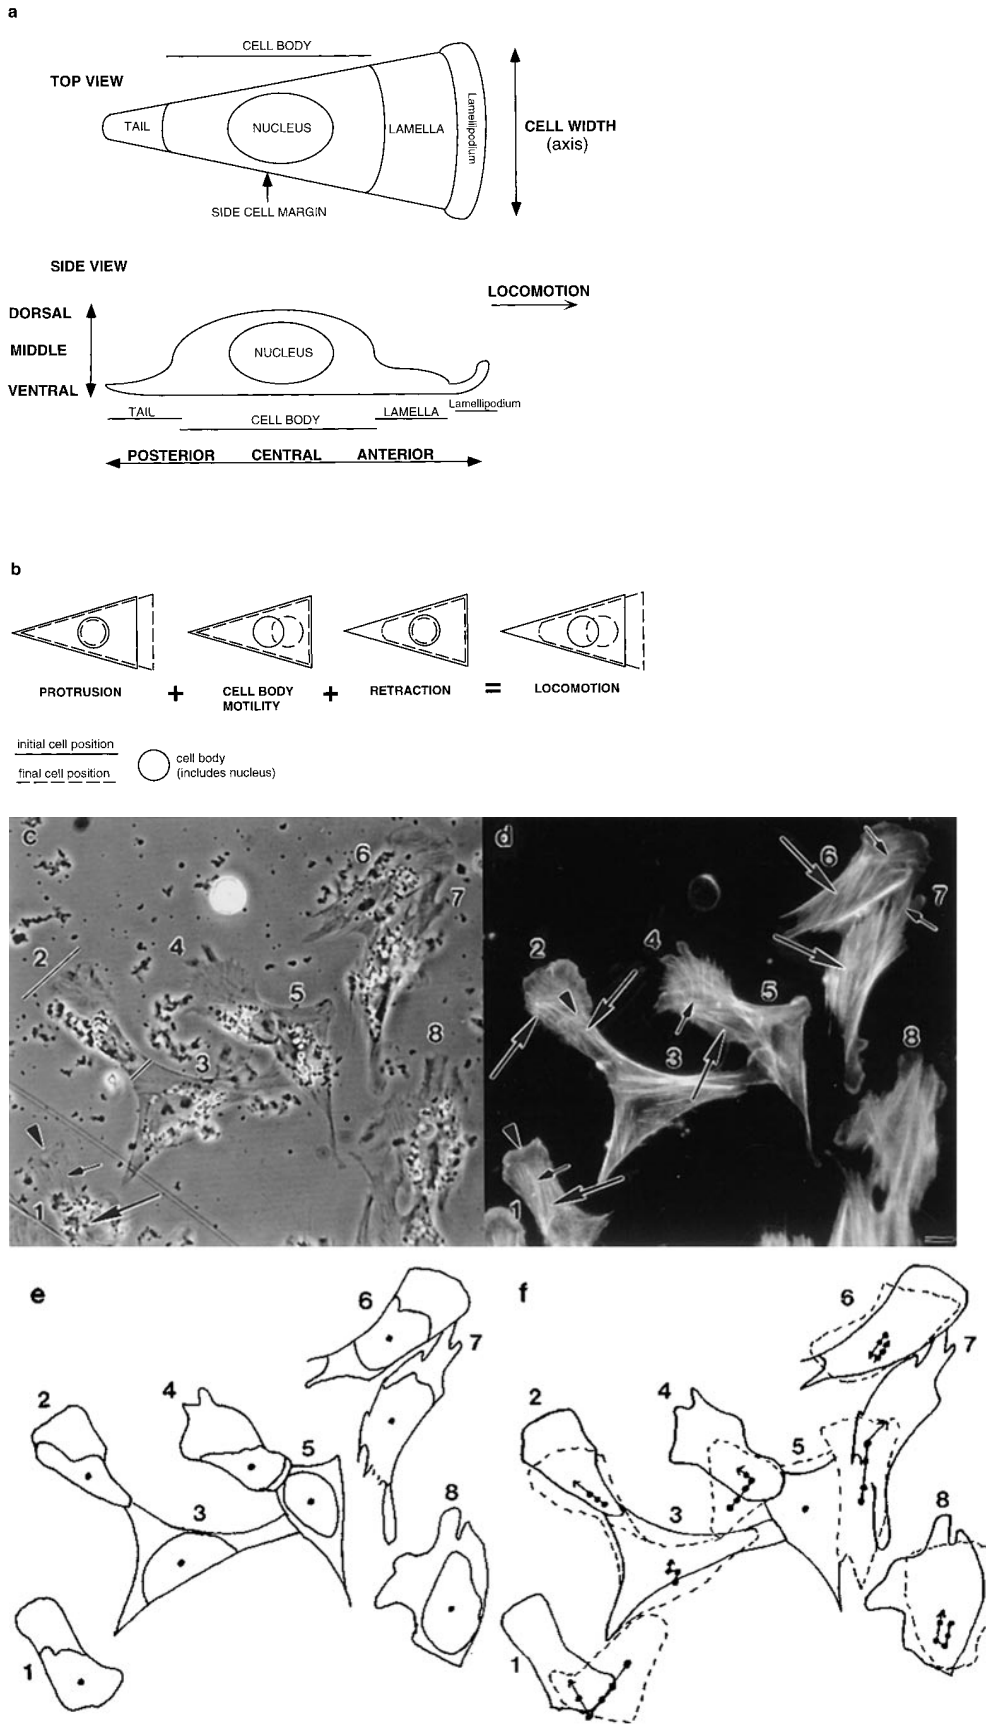 a
CELL BODY
TOP VIEW
TAIL
NUCLEUS
LAMELLA
Lamellipodium
CELL WIDTH
(axis)
SIDE CELL MARGIN
SIDE VIEW
LOCOMOTION
DORSAL
MIDDLE
VENTRAL
NUCLEUS
TAIL
CELL BODY
LAMELLA
Lamellipodium
POSTERIOR CENTRAL ANTERIOR
b
PROTRUSION + CELL BODY + RETRACTION = LOCOMOTION
MOTILITY
initial cell position
final cell position
cell body
(includes nucleus)
c
6
7
2
4
5
3
8
1
d
6
7
2
4
5
3
8
1
e
6
7
2
4
5
3
8
1
f
6
7
2
4
5
3
8
1